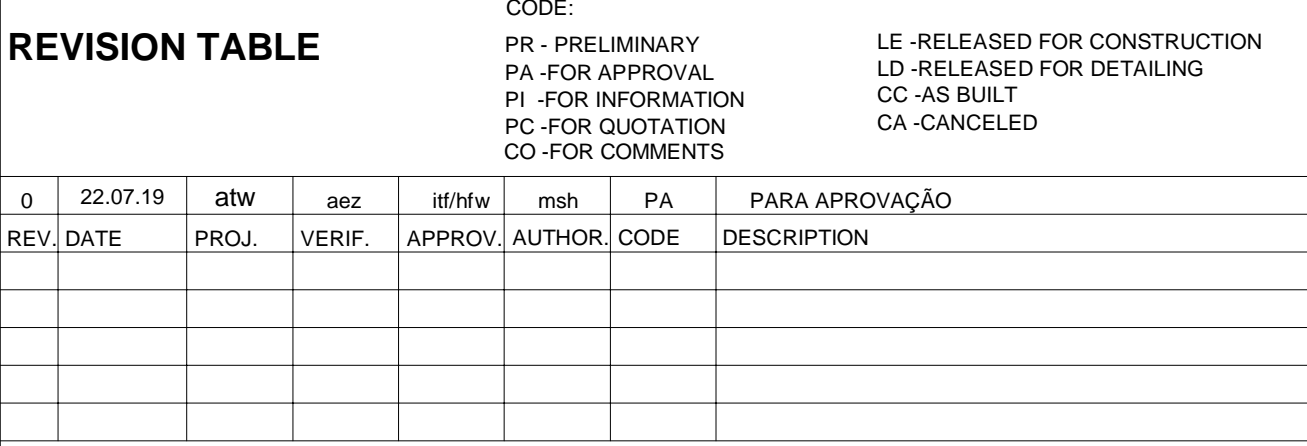 CODE:
REVISION TABLE
PR - PRELIMINARY
PA -FOR APPROVAL
PI -FOR INFORMATION
PC -FOR QUOTATION
CO -FOR COMMENTS
LE -RELEASED FOR CONSTRUCTION
LD -RELEASED FOR DETAILING
CC -AS BUILT
CA -CANCELED
0 22.07.19 atw aez itf/hfw msh PA PARA APROVAÇÃO
REV. DATE PROJ. VERIF. APPROV. AUTHOR. CODE DESCRIPTION